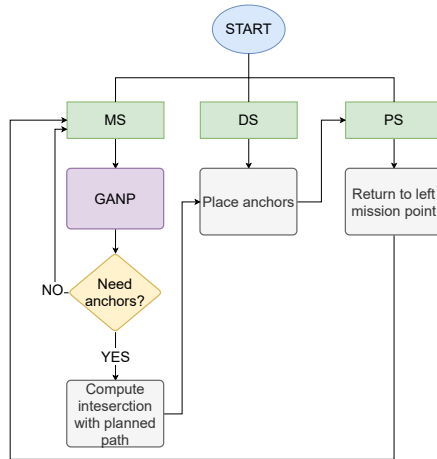 START
MS
DS
PS
GANP
Place anchors
Return to left
mission point
Need
anchors?
NO
YES
Compute
inteserction
with planned
path